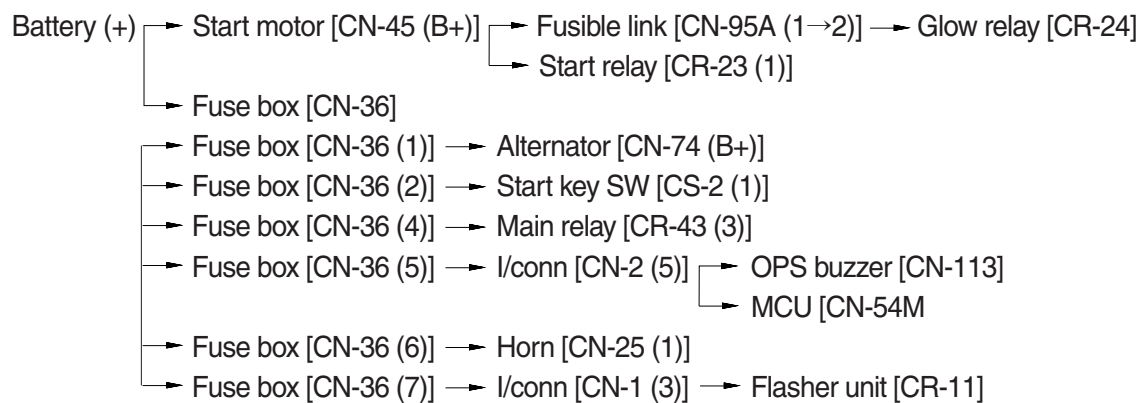 Battery (+) → Start motor [CN-45 (B+)] → Fusible link [CN-95A (1→2)] → Glow relay [CR-24]
→ Start relay [CR-23 (1)]
→ Fuse box [CN-36]
→ Fuse box [CN-36 (1)] → Alternator [CN-74 (B+)]
→ Fuse box [CN-36 (2)] → Start key SW [CS-2 (1)]
→ Fuse box [CN-36 (4)] → Main relay [CR-43 (3)]
→ Fuse box [CN-36 (5)] → I/conn [CN-2 (5)] → OPS buzzer [CN-113]
→ MCU [CN-54M
→ Fuse box [CN-36 (6)] → Horn [CN-25 (1)]
→ Fuse box [CN-36 (7)] → I/conn [CN-1 (3)] → Flasher unit [CR-11]